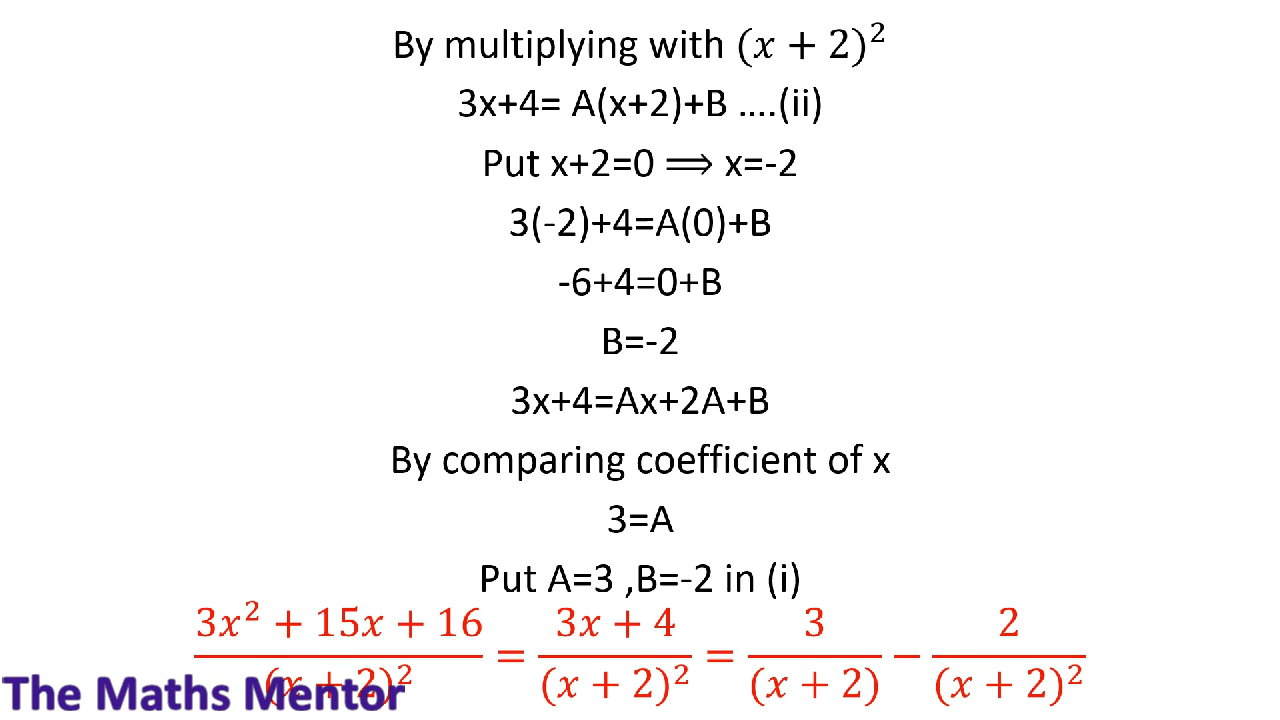 By multiplying with (x + 2)²
3x+4= A(x+2)+B ....(ii)
Put x+2=0 ⟹ x=-2
3(-2)+4=A(0)+B
-6+4=0+B
B=-2
3x+4=Ax+2A+B
By comparing coefficient of x
3=A
Put A=3 ,B=-2 in (i)
3x² + 15x + 16 / (x + 2)² = 3x + 4 / (x + 2)² = 3 / (x + 2) − 2 / (x + 2)²
The Maths Mentor